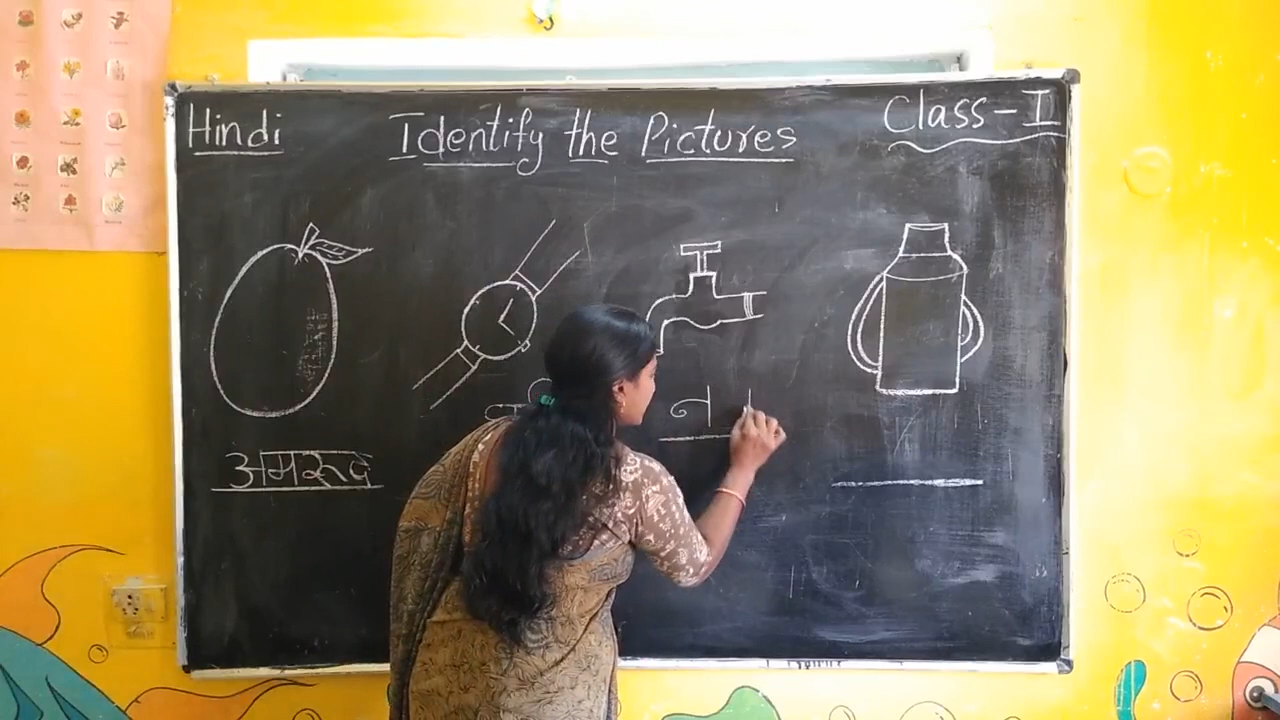 Hindi
Identify the Pictures
Class-I
अमरूद